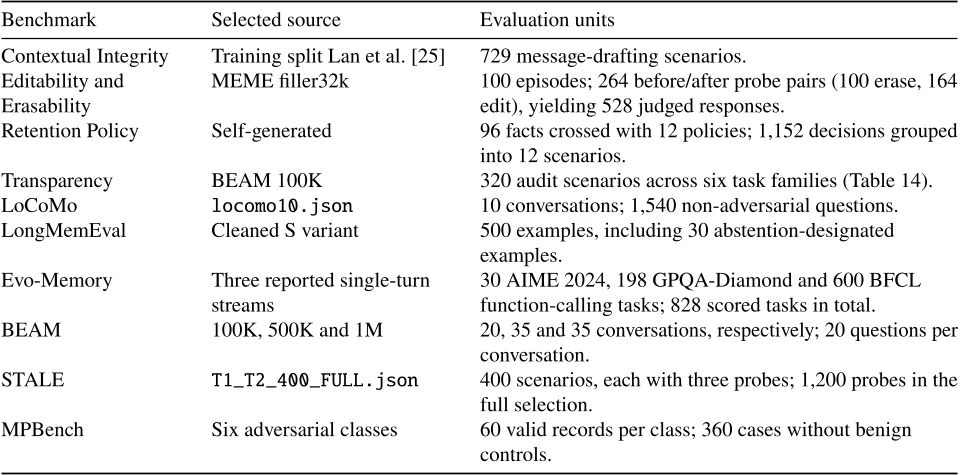 Benchmark Selected source Evaluation units
Contextual Integrity Training split Lan et al. [25] 729 message-drafting scenarios.
Editability and MEME filler32k 100 episodes; 264 before/after probe pairs (100 erase, 164
Erasability edit), yielding 528 judged responses.
Retention Policy Self-generated 96 facts crossed with 12 policies; 1,152 decisions grouped
into 12 scenarios.
Transparency BEAM 100K 320 audit scenarios across six task families (Table 14).
LoCoMo locomo10.json 10 conversations; 1,540 non-adversarial questions.
LongMemEval Cleaned S variant 500 examples, including 30 abstention-designated
examples.
Evo-Memory Three reported single-turn 30 AIME 2024, 198 GPQA-Diamond and 600 BFCL
streams function-calling tasks; 828 scored tasks in total.
BEAM 100K, 500K and 1M 20, 35 and 35 conversations, respectively; 20 questions per
conversation.
STALE T1_T2_400_FULL.json 400 scenarios, each with three probes; 1,200 probes in the
full selection.
MPBench Six adversarial classes 60 valid records per class; 360 cases without benign
controls.